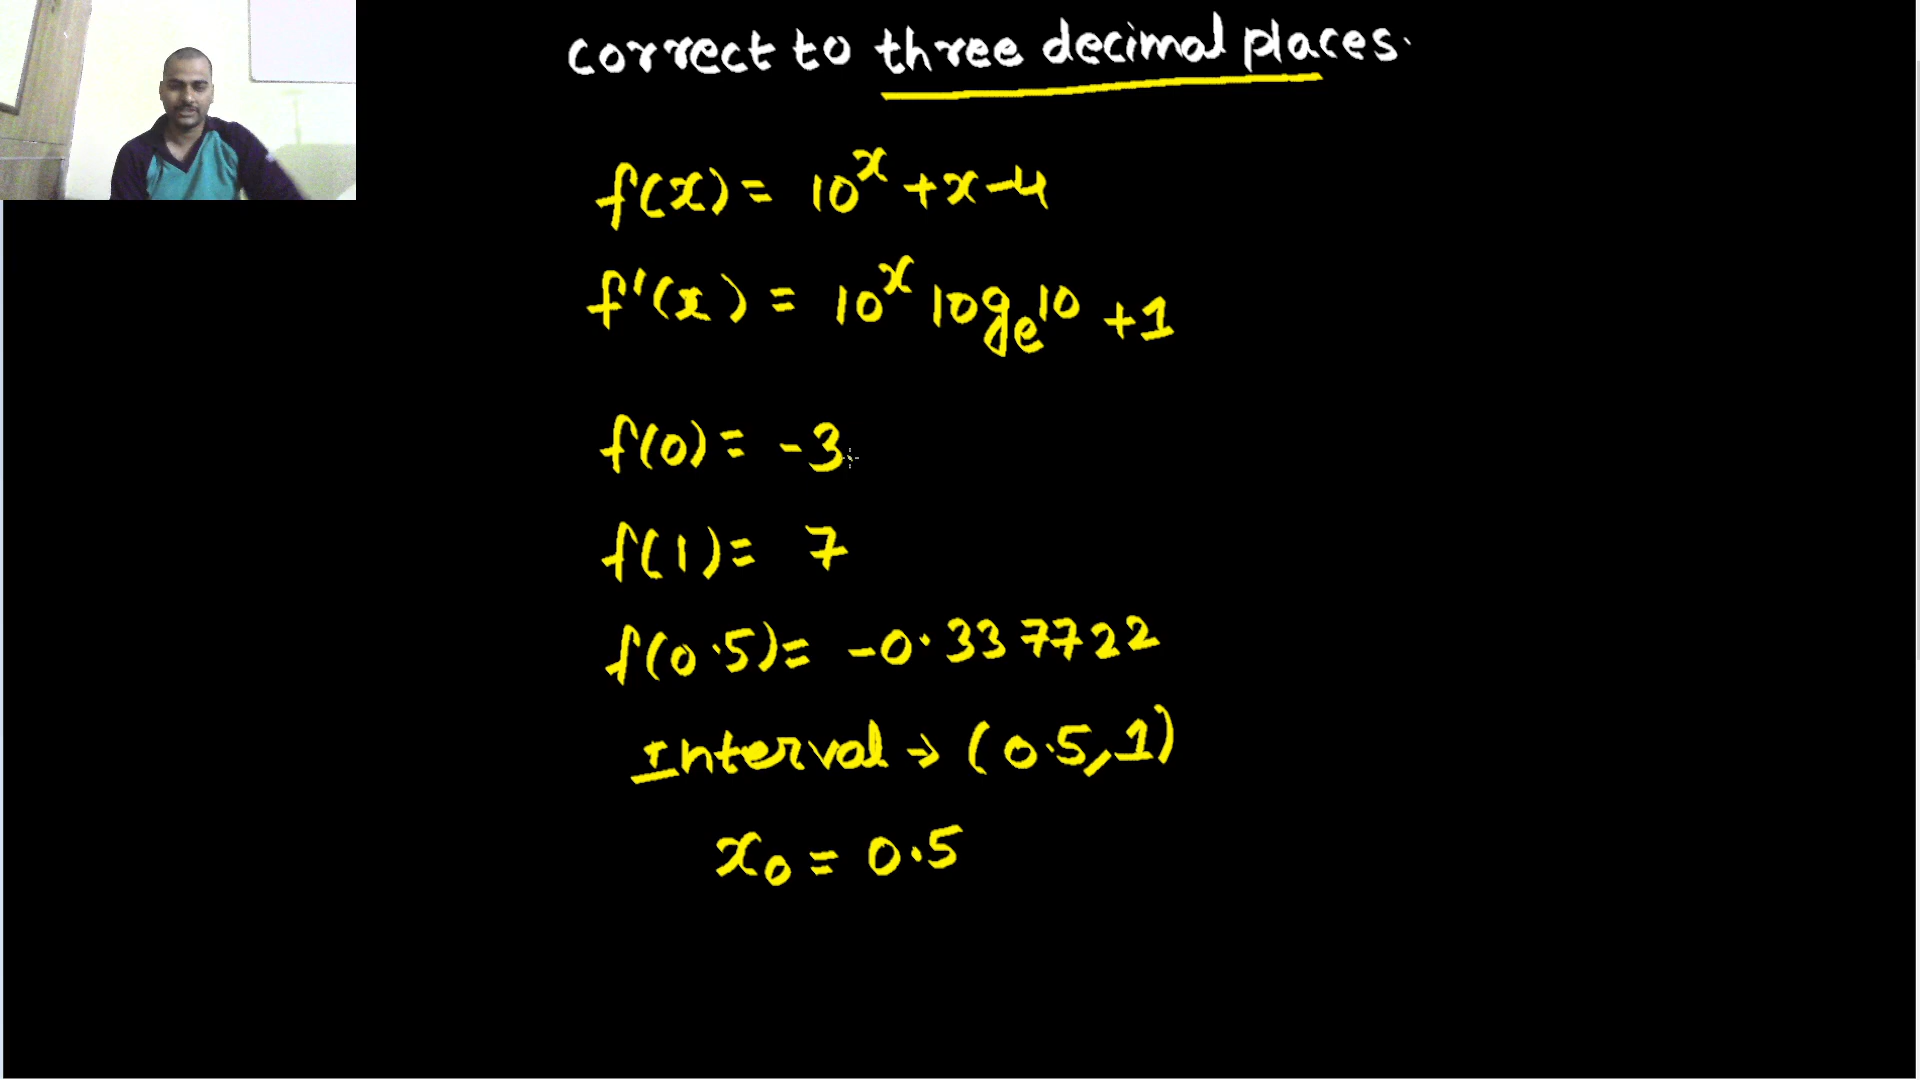 correct to three decimal places.
f(x) = 10^x + x - 4
f'(x) = 10^x log_e 10 + 1
f(0) = -3
f(1) = 7
f(0.5) = -0.337722
Interval → (0.5, 1)
x₀ = 0.5